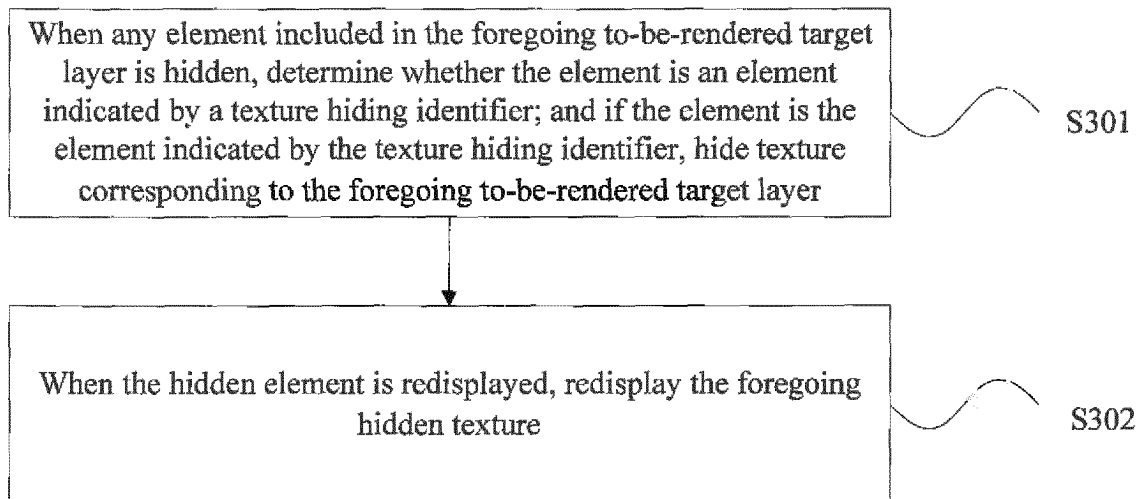 When any element included in the foregoing to-be-rendered target
layer is hidden, determine whether the element is an element
indicated by a texture hiding identifier; and if the element is the
element indicated by the texture hiding identifier, hide texture
corresponding to the foregoing to-be-rendered target layer
S301
When the hidden element is redisplayed, redisplay the foregoing
hidden texture
S302